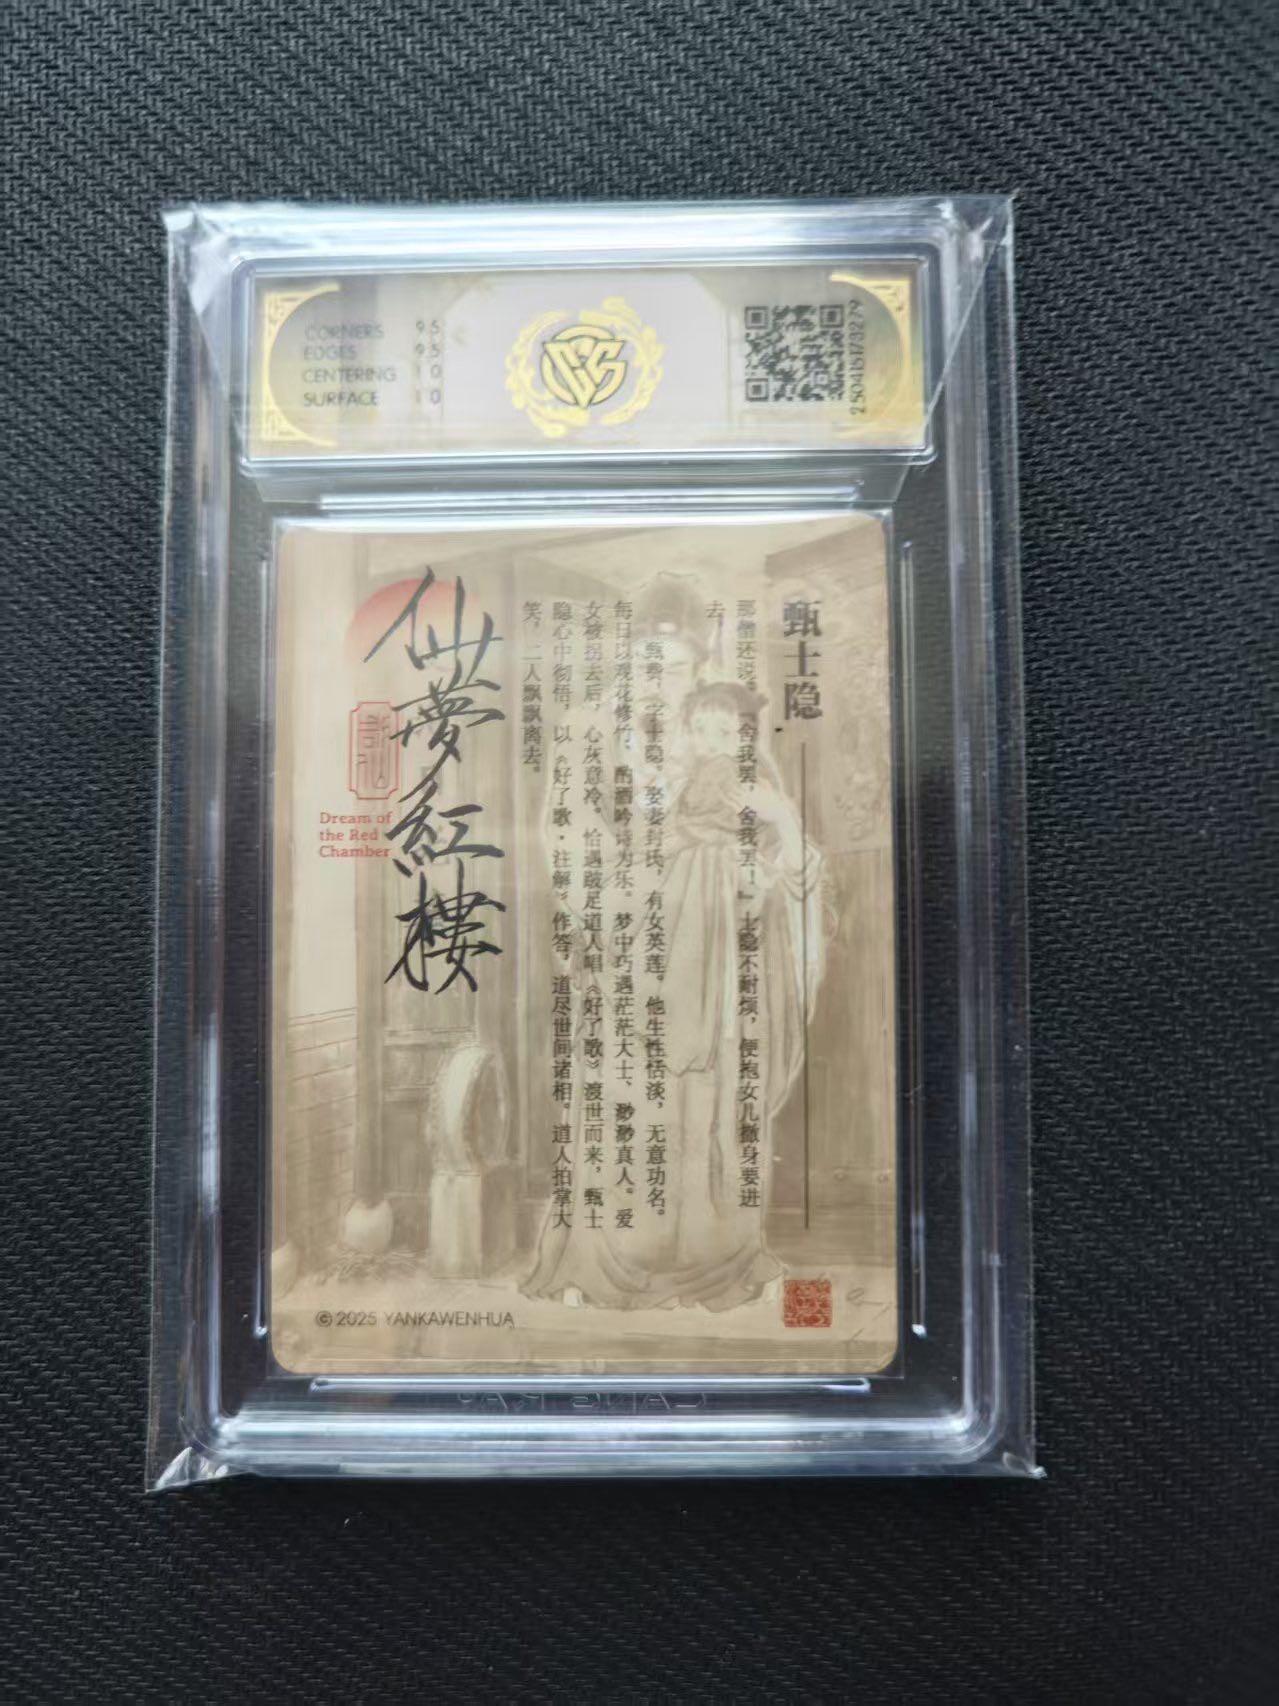 CORNERS 9.5
EDGES 9.5
CENTERING 10
SURFACE 10
250415173279
甄士隐
那僧还说：“舍我罢，舍我罢！”士隐不耐烦，便抱女儿撤身要进
去。
甄费，字士隐。娶妻封氏，有女英莲。他生性恬淡，无意功名。
每日以观花修竹、酌酒吟诗为乐。梦中巧遇茫茫大士、渺渺真人。爱
女被拐去后，心灰意冷。恰遇跛足道人唱《好了歌》渡世而来，甄士
隐心中彻悟，以《好了歌·注解》作答，道尽世间诸相。道人拍掌大
笑，二人飘飘离去。
仙夢紅樓
Dream of
the Red
Chamber
© 2025 YANKAWENHUA